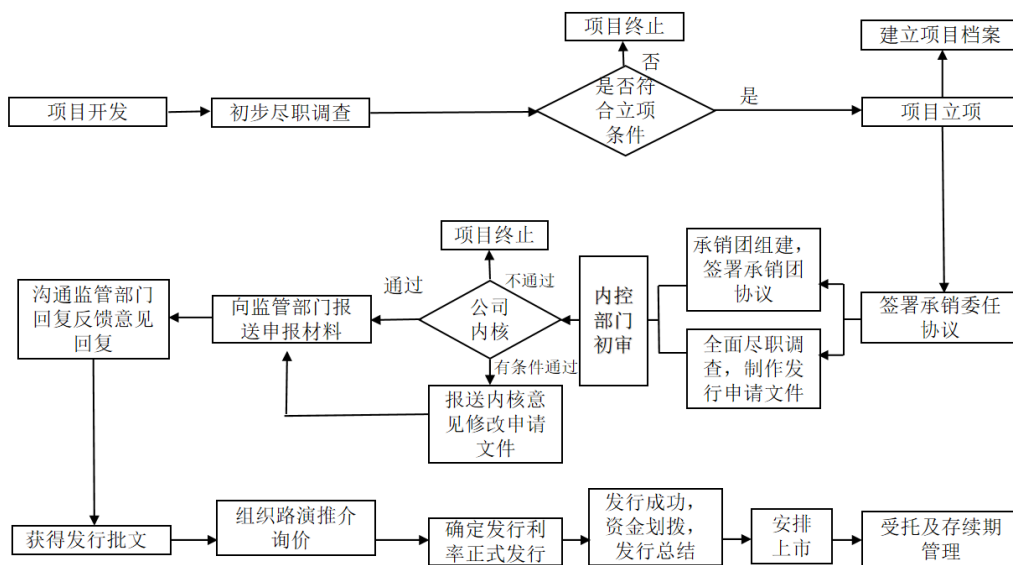 项目终止
建立项目档案
否
项目开发
初步尽职调查
是否符
合立项
条件
是
项目立项
项目终止
承销团组建，
签署承销团
协议
沟通监管部门
回复反馈意见
回复
通过
不通过
向监管部门报
送申报材料
公司
内核
内控
部门
初审
签署承销委任
协议
全面尽职调
查，制作发
行申请文件
有条件通过
报送内核意
见修改申请
文件
获得发行批文
组织路演推介
询价
确定发行利
率正式发行
发行成功，
资金划拨，
发行总结
安排
上市
受托及存续期
管理